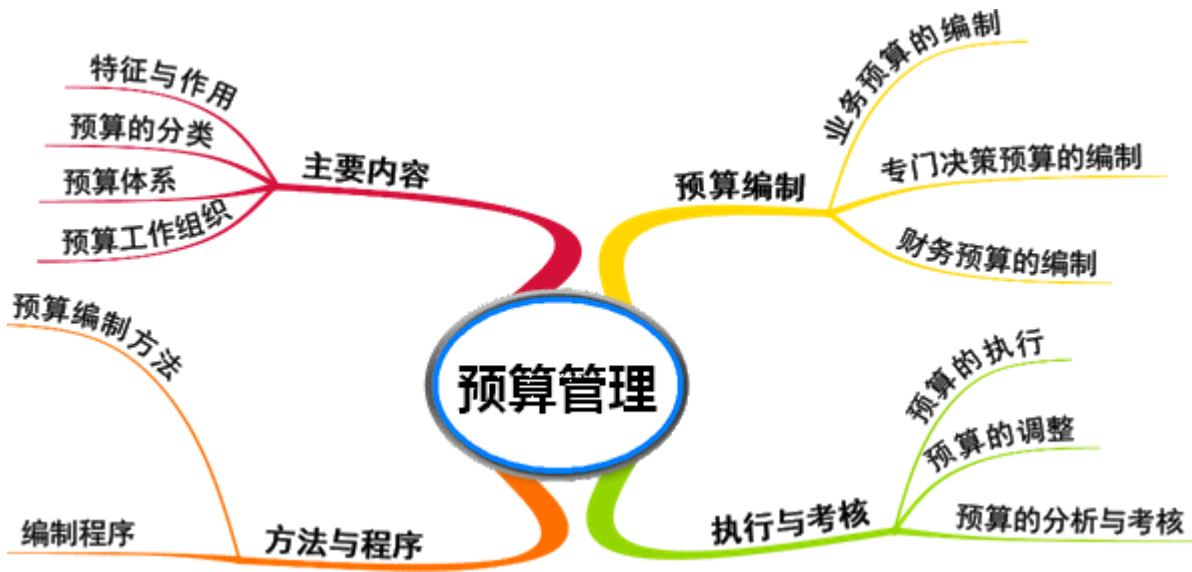 特征与作用
预算的分类
预算体系
预算工作组织
主要内容
业务预算的编制
专门决策预算的编制
财务预算的编制
预算编制
预算管理
预算编制方法
编制程序
方法与程序
预算的执行
预算的调整
预算的分析与考核
执行与考核